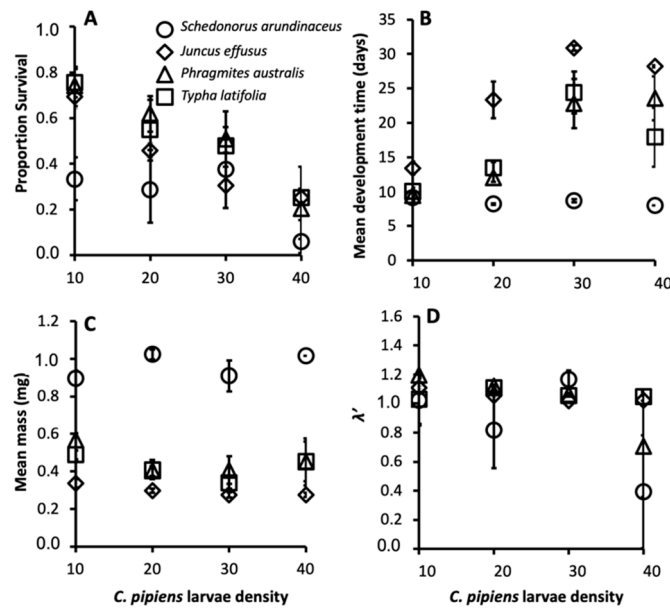 A
Schedonorus arundinaceus
Juncus effusus
Phragmites australis
Typha latifolia
Proportion Survival
1.0
0.8
0.6
0.4
0.2
0.0
10 20 30 40
B
Mean development time (days)
35
30
25
20
15
10
5
0
10 20 30 40
C
Mean mass (mg)
1.2
1.0
0.8
0.6
0.4
0.2
0.0
10 20 30 40
C. pipiens larvae density
D
λ′
1.6
1.4
1.2
1.0
0.8
0.6
0.4
0.2
0.0
10 20 30 40
C. pipiens larvae density